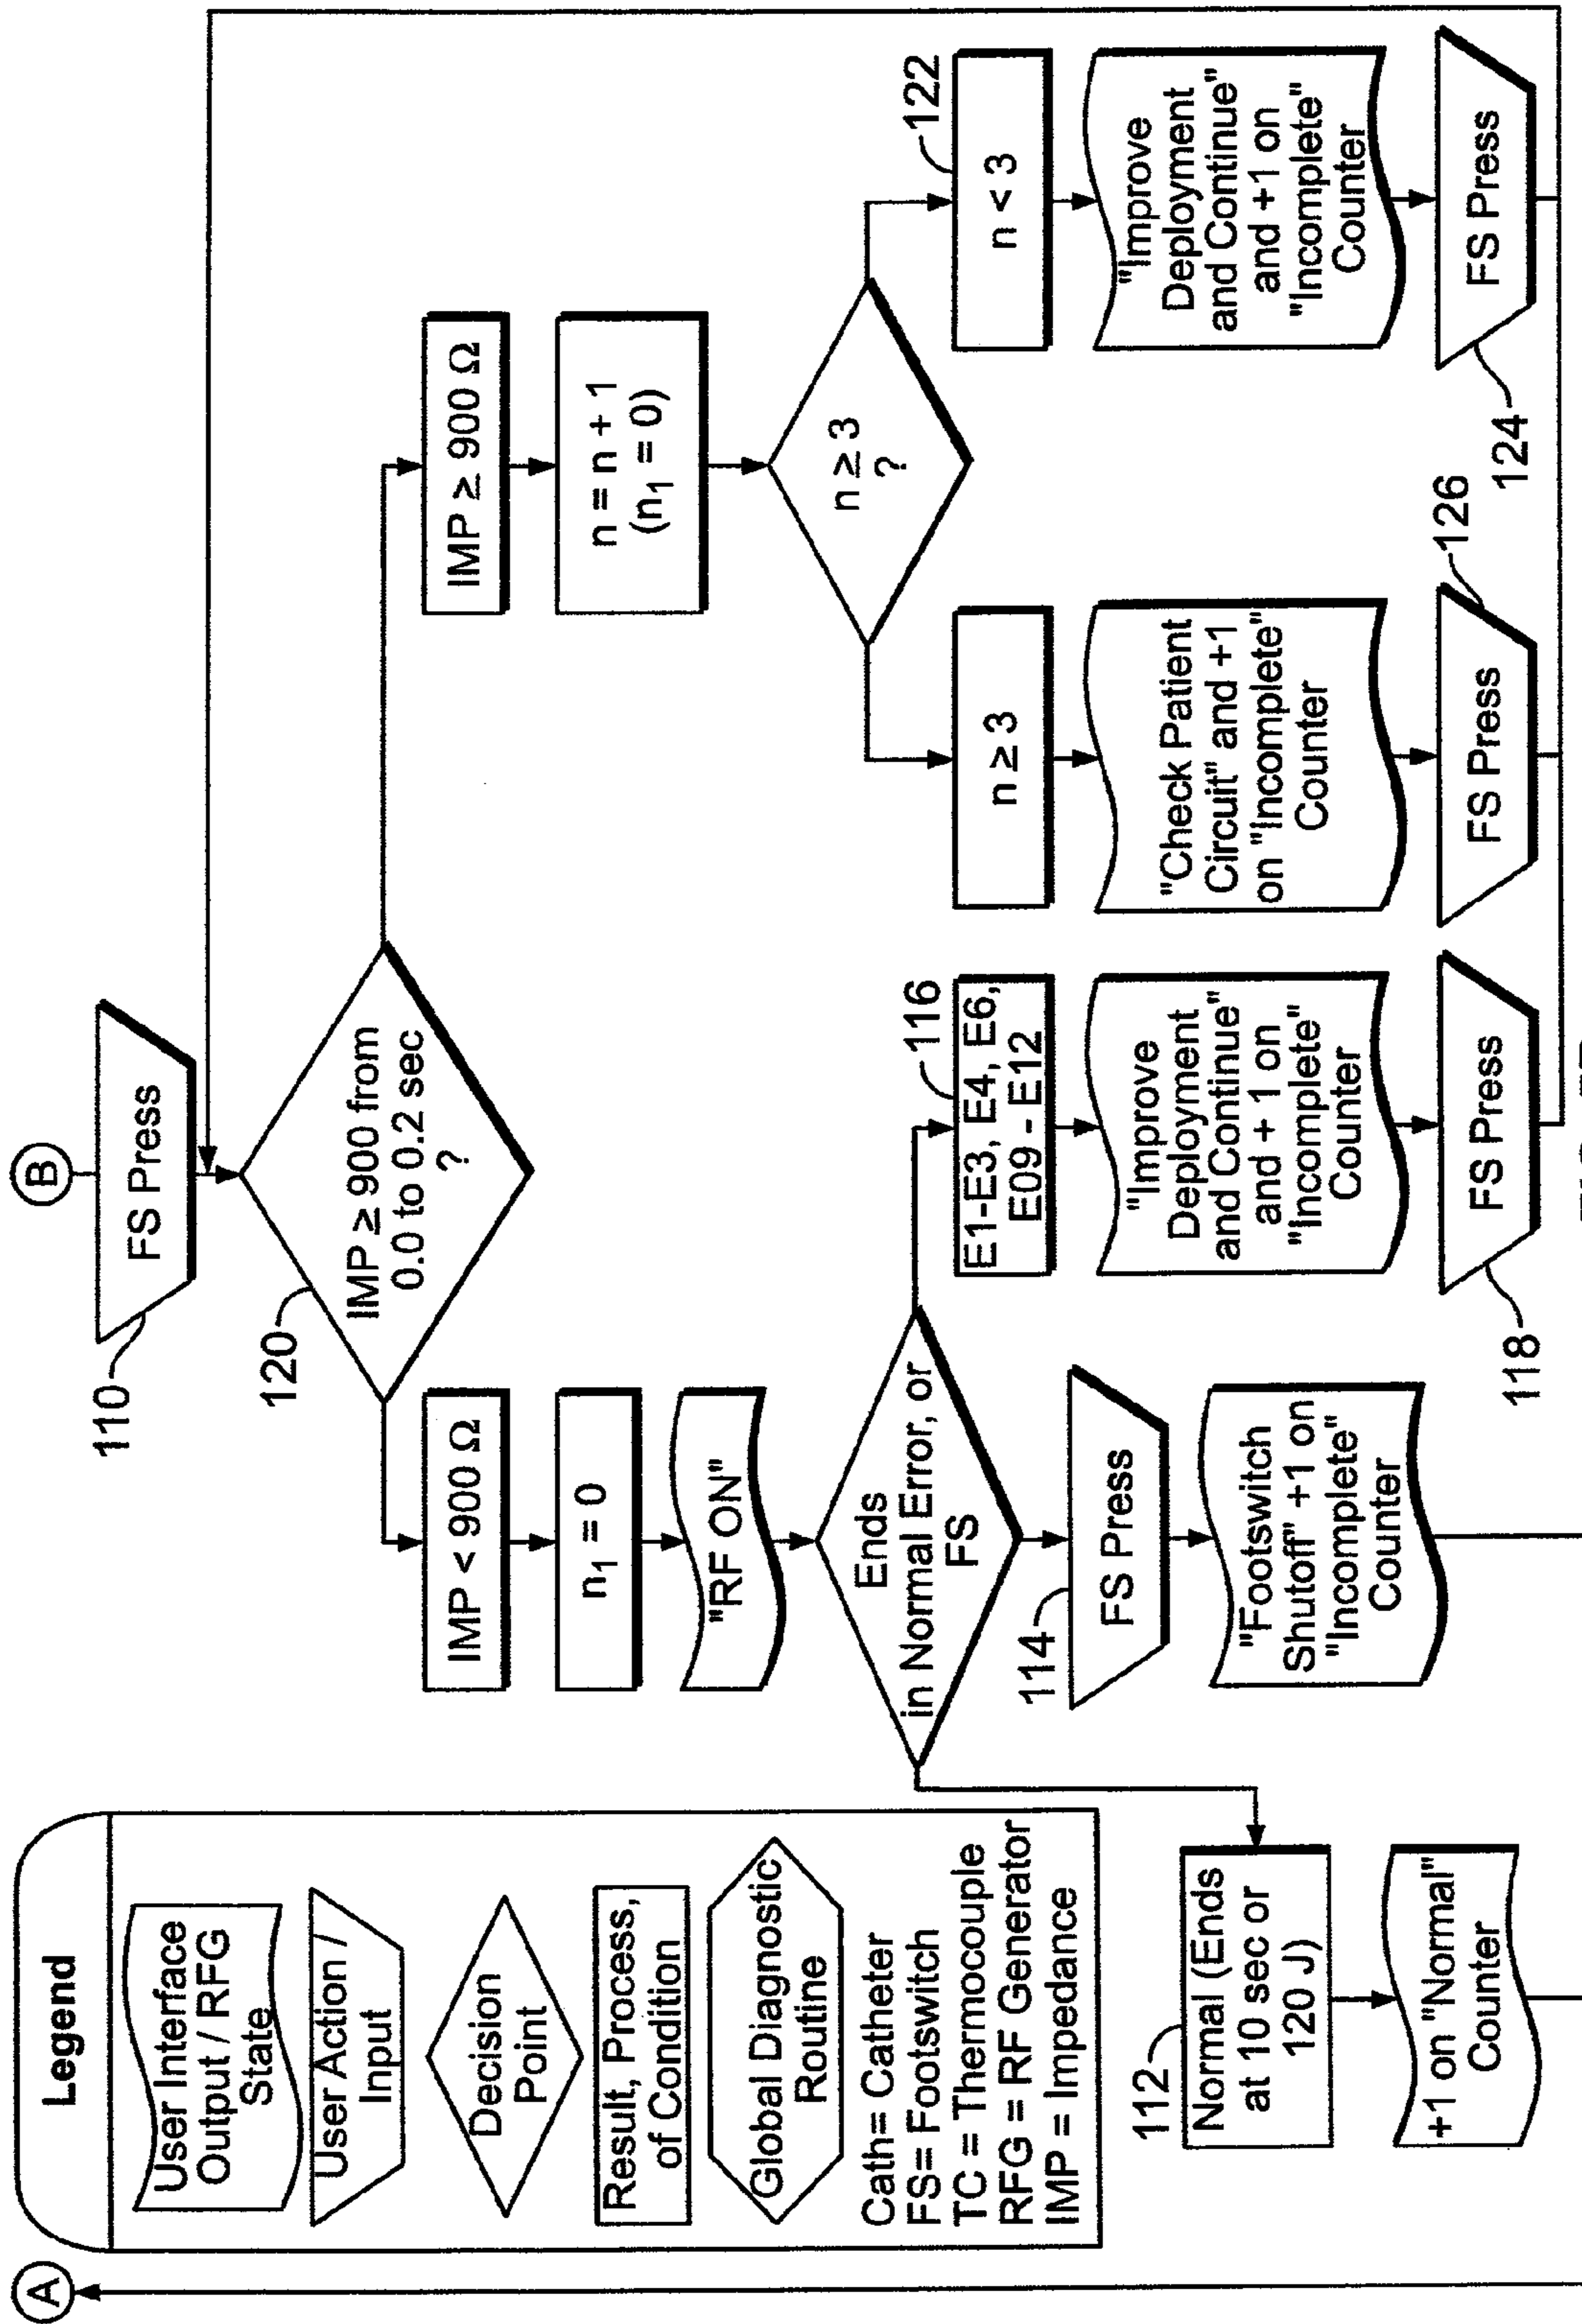 A
Legend
User Interface
Output / RFG
State
User Action /
Input
Decision
Point
Result, Process,
of Condition
Global Diagnostic
Routine
Cath= Catheter
FS= Footswitch
TC = Thermocouple
RFG = RF Generator
IMP = Impedance
B
110
FS Press
120
IMP ≥ 900 from
0.0 to 0.2 sec
?
IMP < 900 Ω
n₁ = 0
"RF ON"
Ends
in Normal Error, or
FS
112
Normal (Ends
at 10 sec or
120 J)
+1 on "Normal"
Counter
114
FS Press
"Footswitch
Shutoff" +1 on
"Incomplete"
Counter
116
E1-E3, E4, E6,
E09 - E12
"Improve
Deployment
and Continue"
and + 1 on
"Incomplete"
Counter
118
FS Press
IMP ≥ 900 Ω
n = n + 1
(n₁ = 0)
n ≥ 3
?
n ≥ 3
"Check Patient
Circuit" and +1
on "Incomplete"
Counter
126
FS Press
122
n < 3
"Improve
Deployment
and Continue"
and +1 on
"Incomplete"
Counter
124
FS Press